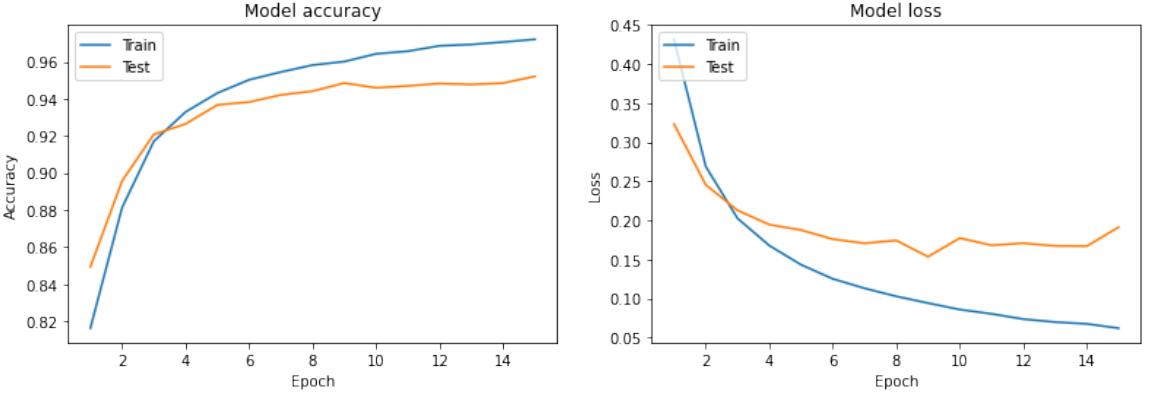 Model accuracy
Train
Test
0.96
0.94
0.92
0.90
0.88
0.86
0.84
0.82
Accuracy
2 4 6 8 10 12 14
Epoch
Model loss
Train
Test
0.45
0.40
0.35
0.30
0.25
0.20
0.15
0.10
0.05
Loss
2 4 6 8 10 12 14
Epoch